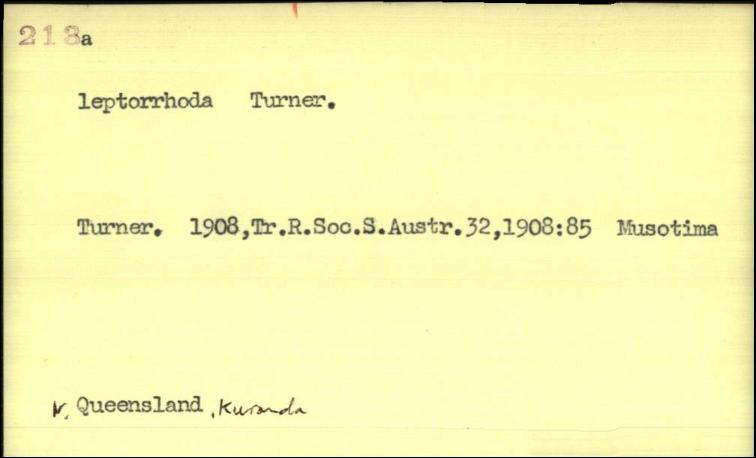 218a
leptorrhoda Turner.
Turner. 1908,Tr.R.Soc.S.Austr.32,1908:85 Musotima
N. Queensland , Kuranda